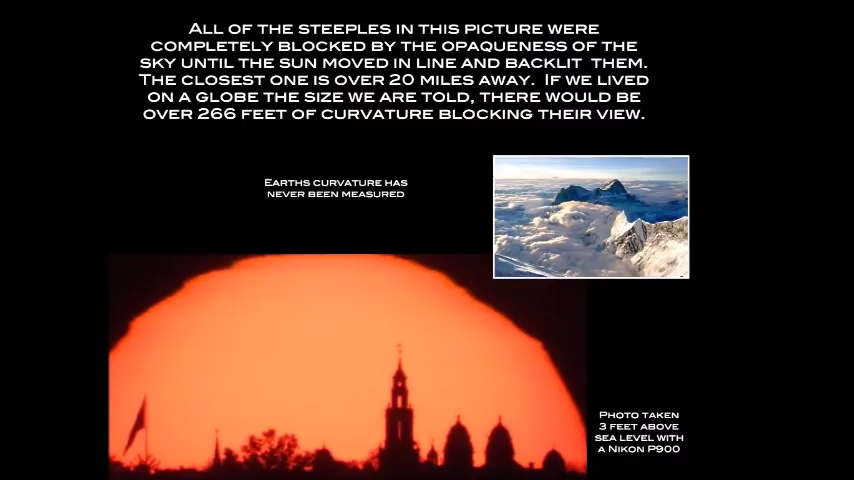 ALL OF THE STEEPLES IN THIS PICTURE WERE
COMPLETELY BLOCKED BY THE OPAQUENESS OF THE
SKY UNTIL THE SUN MOVED IN LINE AND BACKLIT THEM.
THE CLOSEST ONE IS OVER 20 MILES AWAY. IF WE LIVED
ON A GLOBE THE SIZE WE ARE TOLD, THERE WOULD BE
OVER 266 FEET OF CURVATURE BLOCKING THEIR VIEW.
EARTHS CURVATURE HAS
NEVER BEEN MEASURED
PHOTO TAKEN
3 FEET ABOVE
SEA LEVEL WITH
A NIKON P900